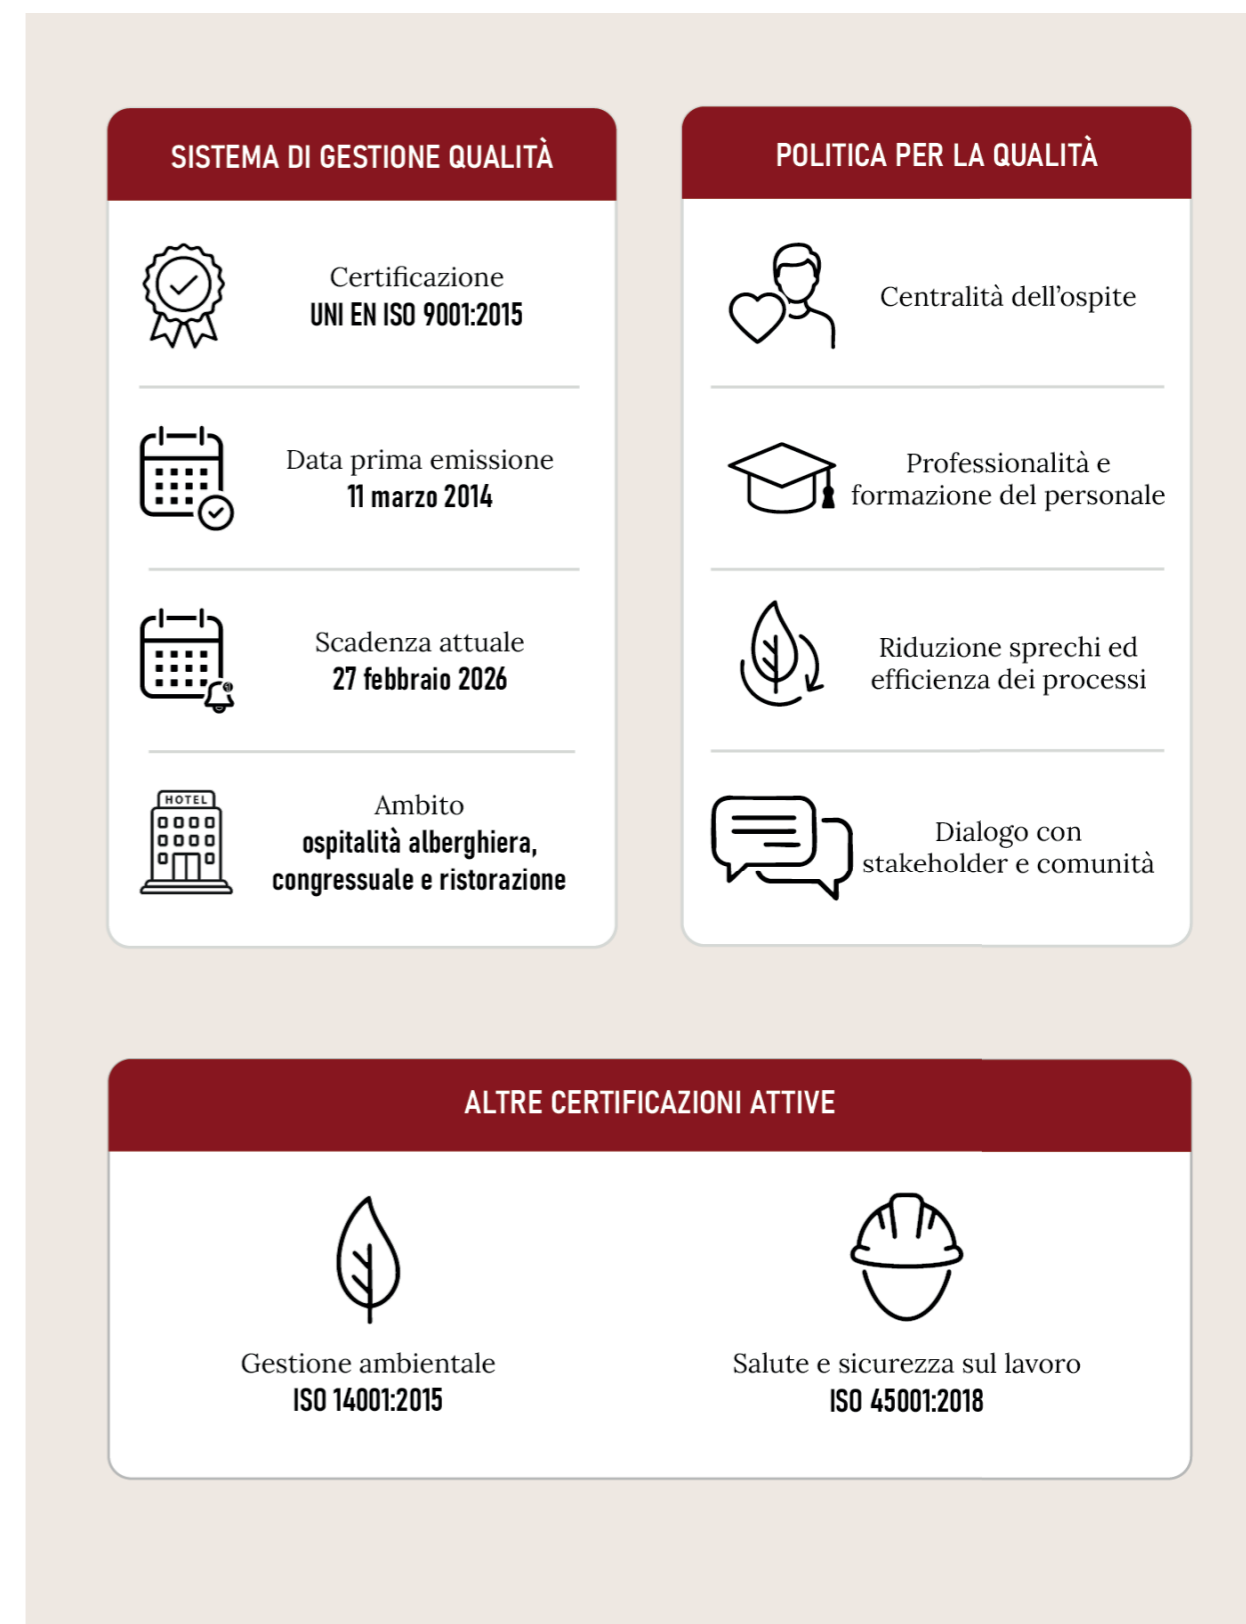 SISTEMA DI GESTIONE QUALITÀ
Certificazione
UNI EN ISO 9001:2015
Data prima emissione
11 marzo 2014
Scadenza attuale
27 febbraio 2026
HOTEL
Ambito
ospitalità alberghiera,
congressuale e ristorazione
POLITICA PER LA QUALITÀ
Centralità dell'ospite
Professionalità e
formazione del personale
Riduzione sprechi ed
efficienza dei processi
Dialogo con
stakeholder e comunità
ALTRE CERTIFICAZIONI ATTIVE
Gestione ambientale
ISO 14001:2015
Salute e sicurezza sul lavoro
ISO 45001:2018